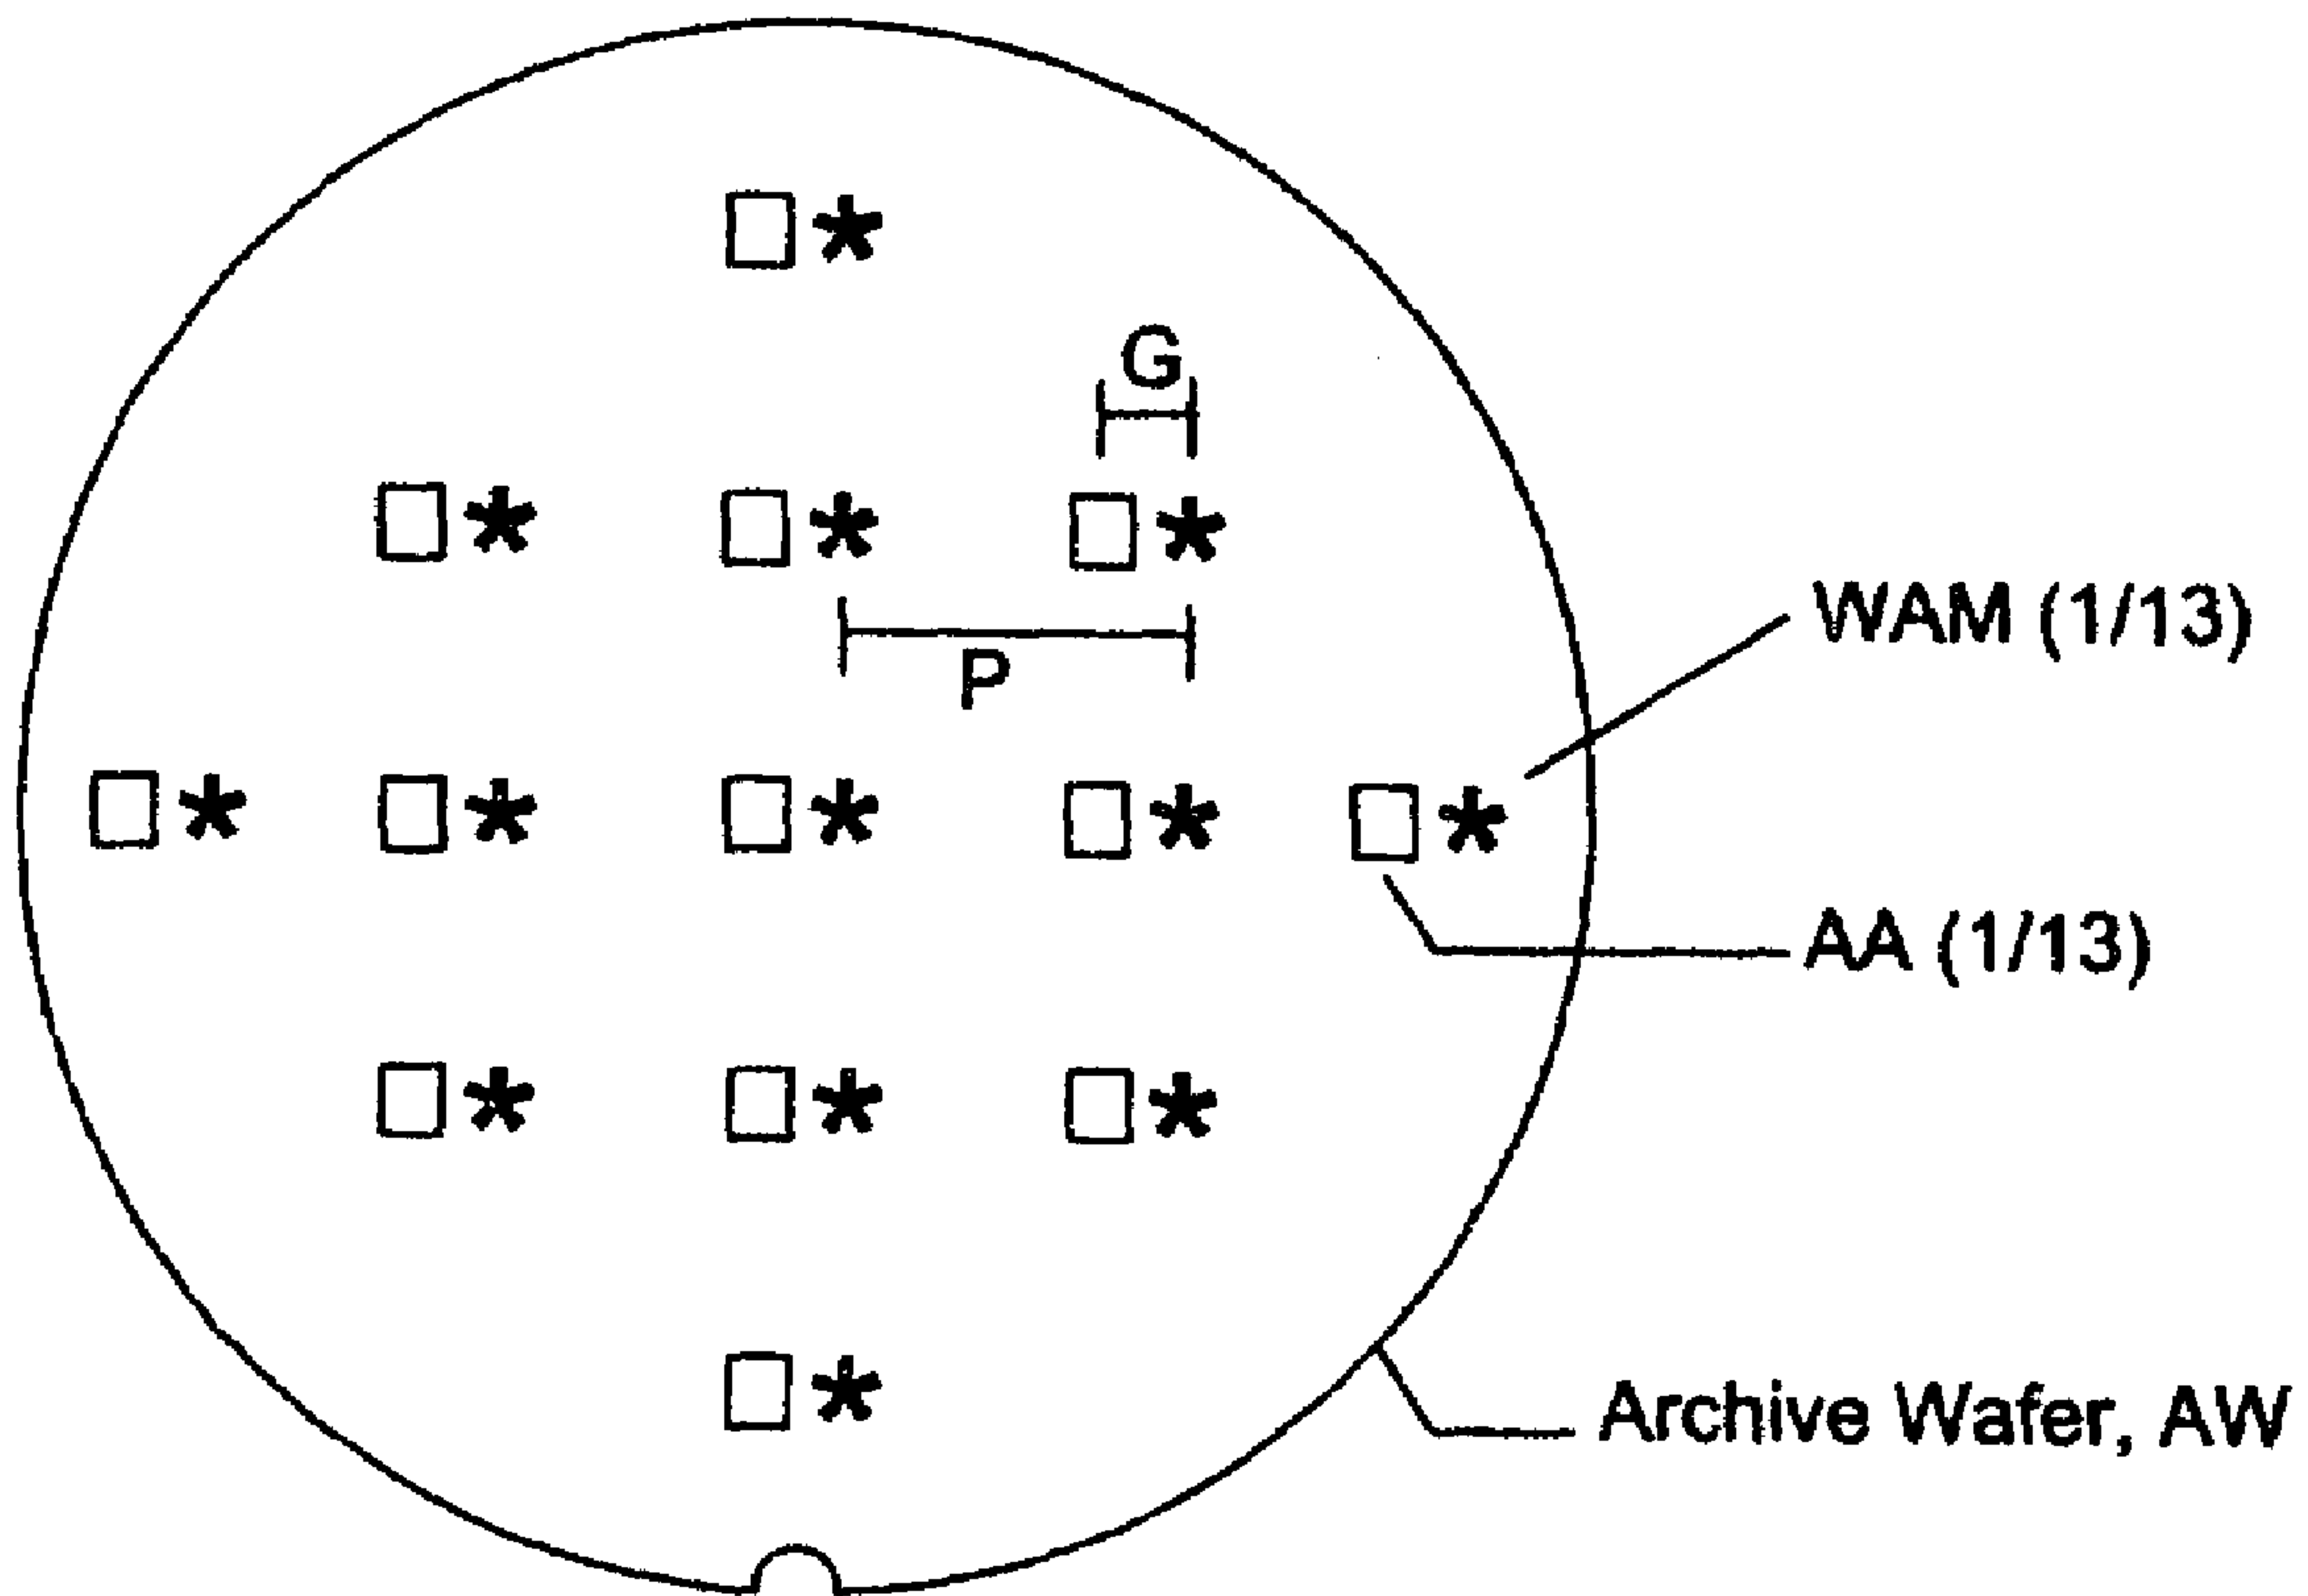 G
P
WAM (1/13)
AA (1/13)
Archive Wafer, AW